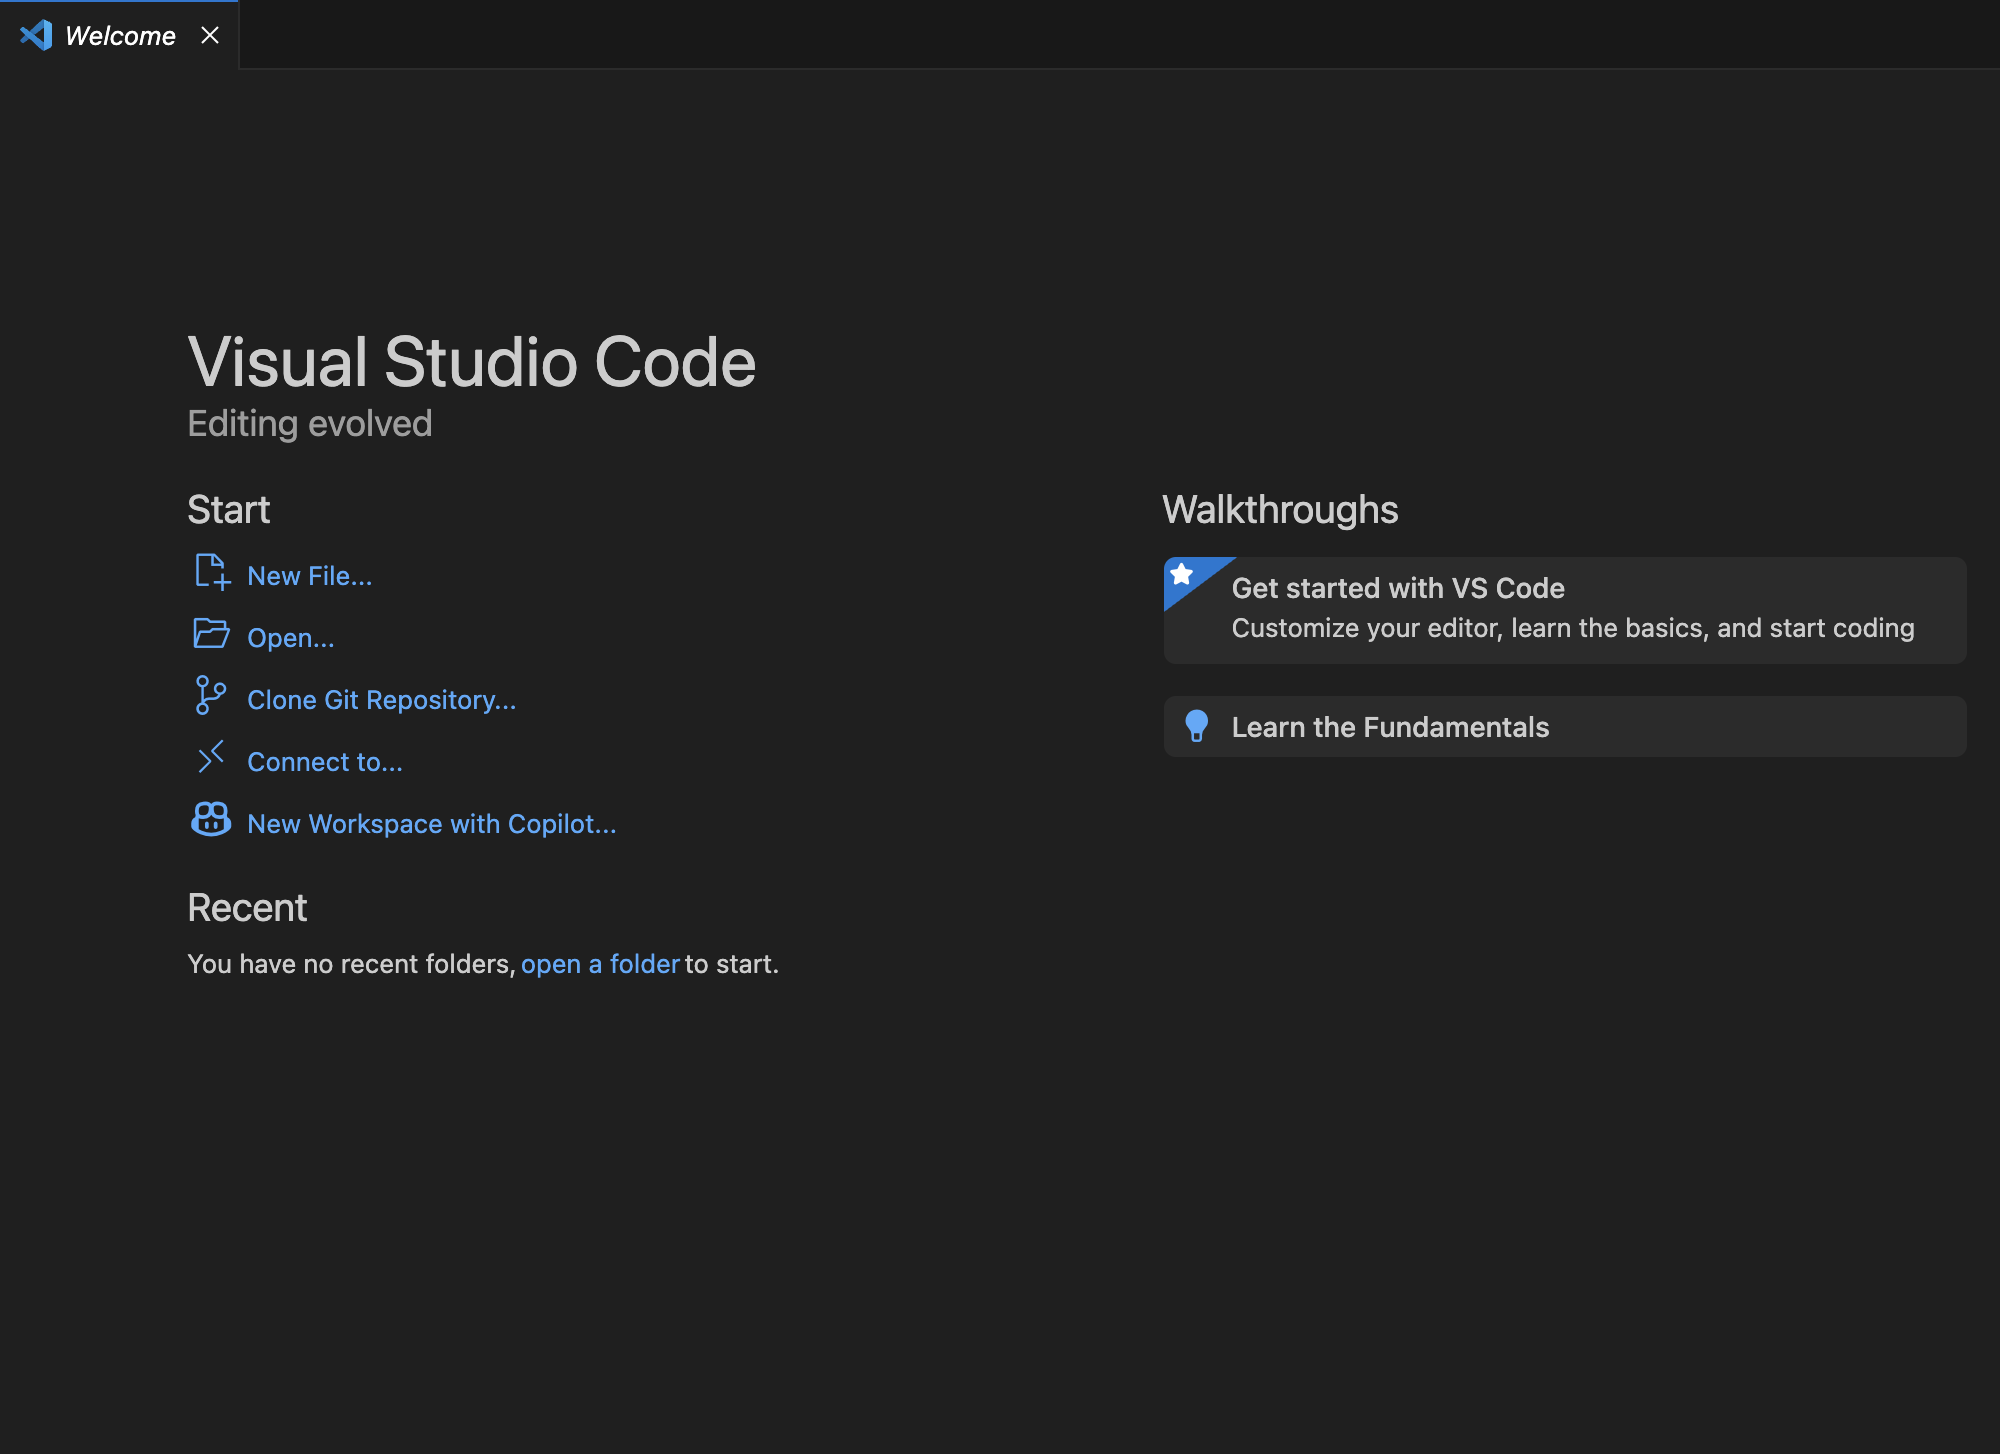 Welcome
Visual Studio Code
Editing evolved
Start
New File...
Open...
Clone Git Repository...
Connect to...
New Workspace with Copilot...
Recent
You have no recent folders, open a folder to start.
Walkthroughs
Get started with VS Code
Customize your editor, learn the basics, and start coding
Learn the Fundamentals